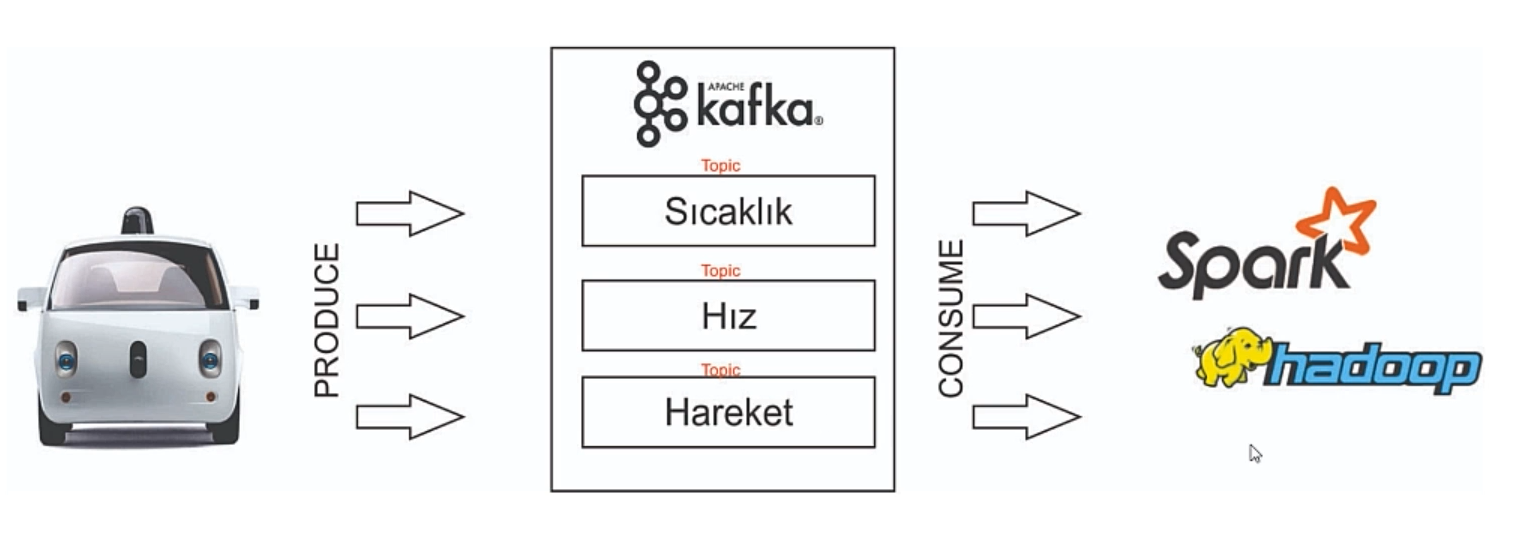 APACHE
kafka®
Topic
Sıcaklık
Topic
Hız
Topic
Hareket
PRODUCE
CONSUME
Spark
hadoop